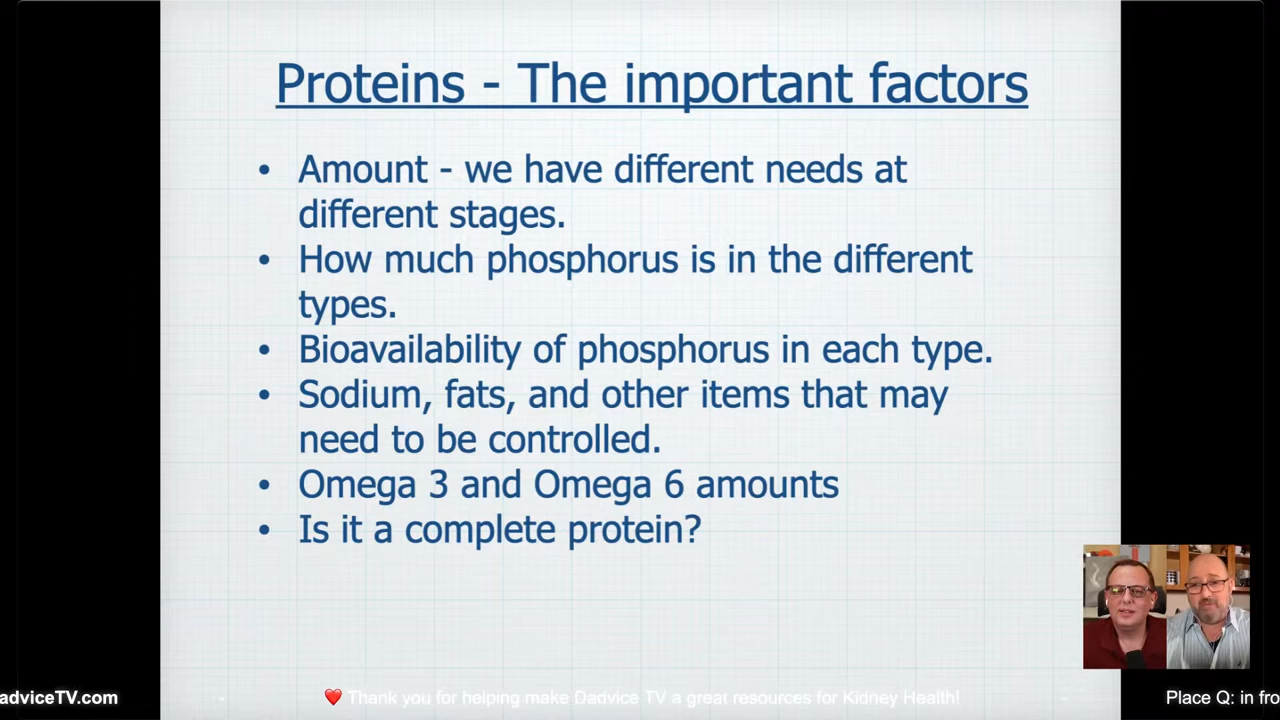 Proteins - The important factors
• Amount - we have different needs at
different stages.
• How much phosphorus is in the different
types.
• Bioavailability of phosphorus in each type.
• Sodium, fats, and other items that may
need to be controlled.
• Omega 3 and Omega 6 amounts
• Is it a complete protein?
adviceTV.com
❤️ Thank you for helping make Dadvice TV a great resources for Kidney Health!
Place Q: in fro